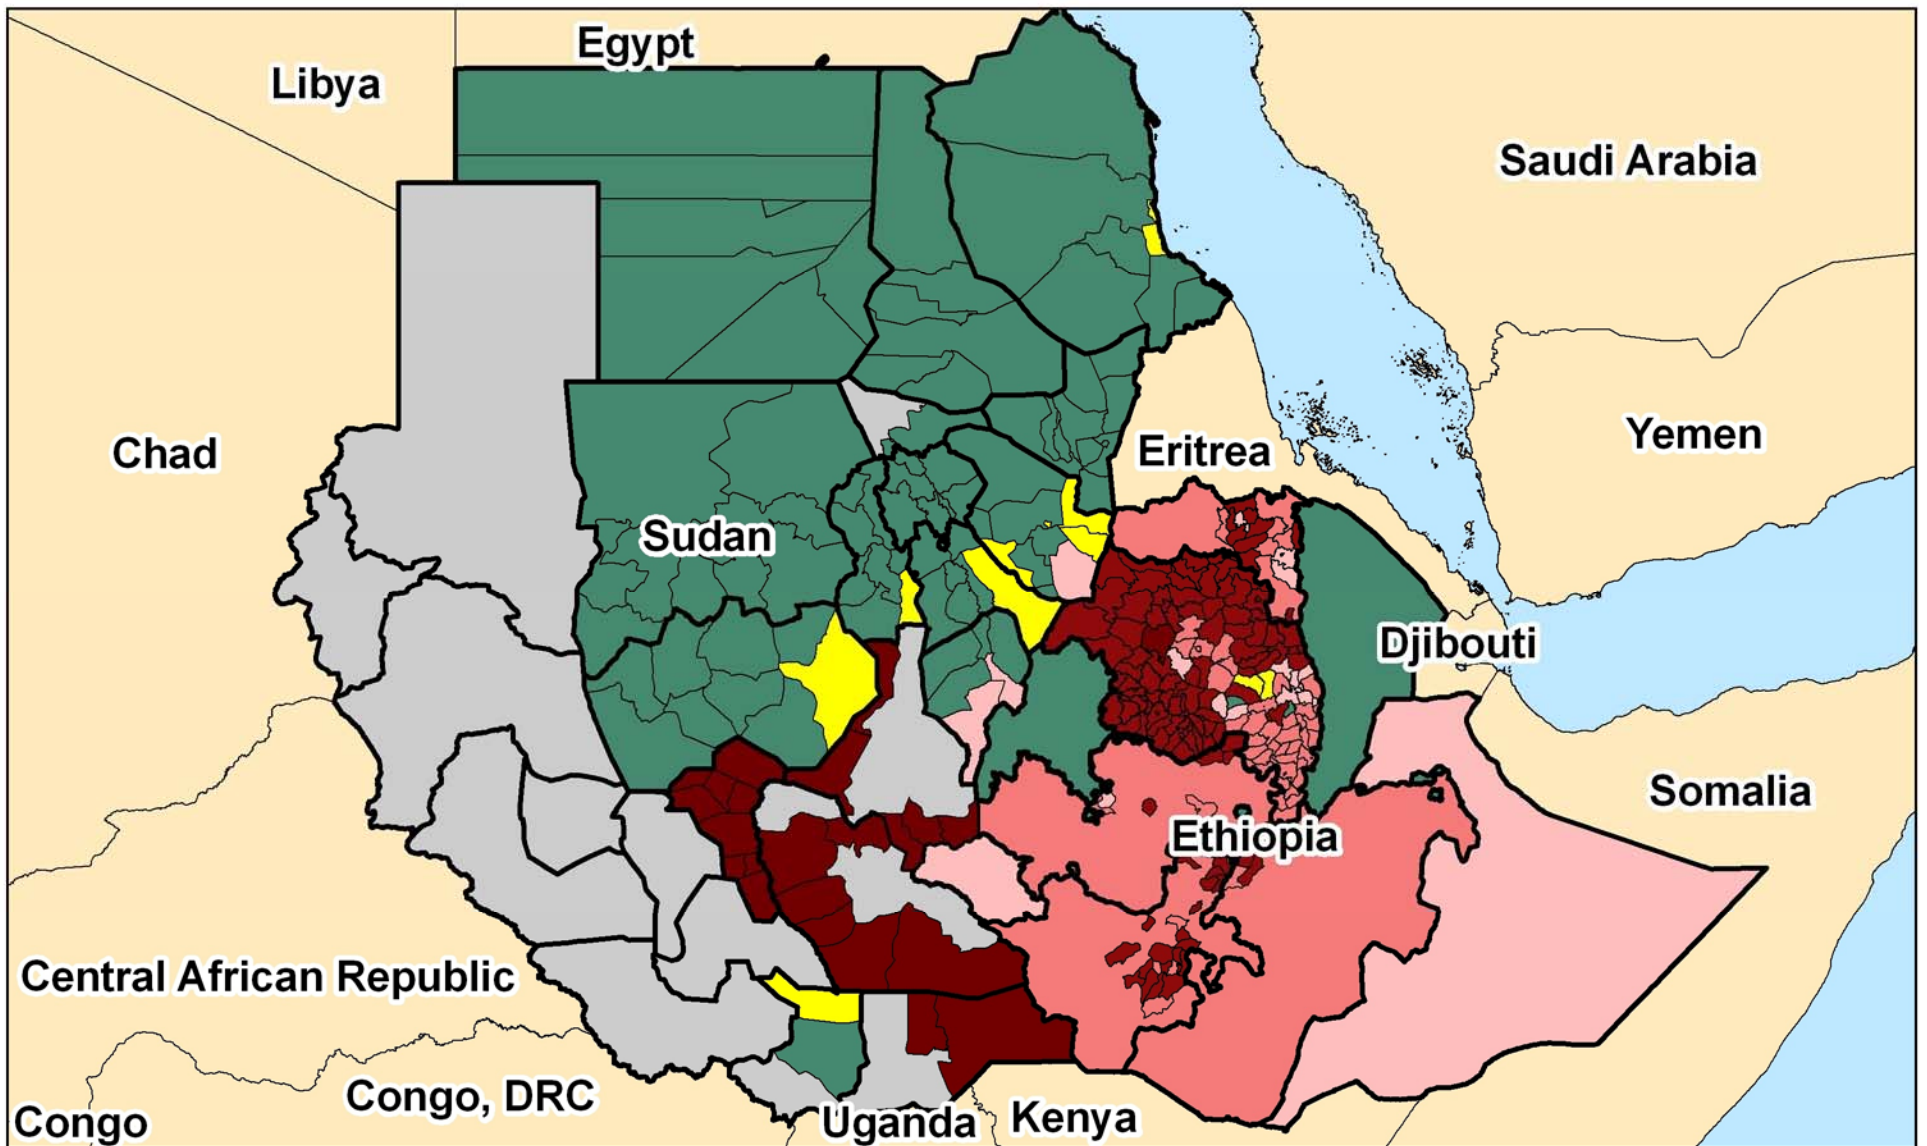 Egypt
Libya
Saudi Arabia
Chad
Eritrea
Yemen
Sudan
Djibouti
Somalia
Ethiopia
Central African Republic
Congo, DRC
Congo
Uganda
Kenya